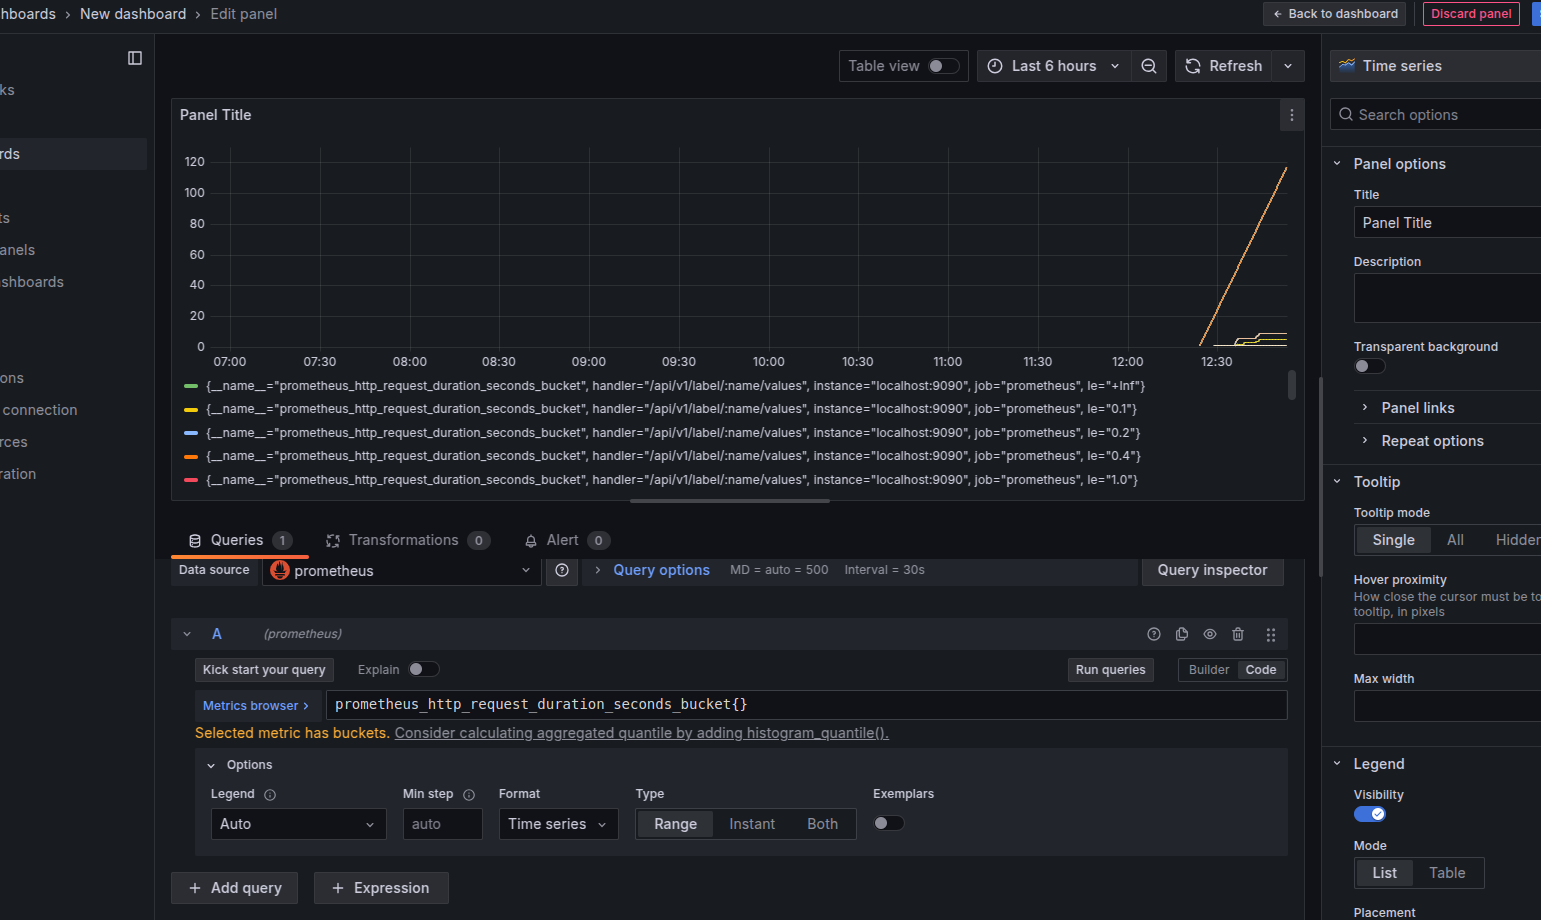 hboards › New dashboard › Edit panel
← Back to dashboard
Discard panel
ks
rds
ts
anels
shboards
ons
connection
rces
ration
Table view
Last 6 hours
Refresh
Panel Title
120
100
80
60
40
20
0
07:00 07:30 08:00 08:30 09:00 09:30 10:00 10:30 11:00 11:30 12:00 12:30
{__name__="prometheus_http_request_duration_seconds_bucket", handler="/api/v1/label/:name/values", instance="localhost:9090", job="prometheus", le="+Inf"}
{__name__="prometheus_http_request_duration_seconds_bucket", handler="/api/v1/label/:name/values", instance="localhost:9090", job="prometheus", le="0.1"}
{__name__="prometheus_http_request_duration_seconds_bucket", handler="/api/v1/label/:name/values", instance="localhost:9090", job="prometheus", le="0.2"}
{__name__="prometheus_http_request_duration_seconds_bucket", handler="/api/v1/label/:name/values", instance="localhost:9090", job="prometheus", le="0.4"}
{__name__="prometheus_http_request_duration_seconds_bucket", handler="/api/v1/label/:name/values", instance="localhost:9090", job="prometheus", le="1.0"}
Queries 1 Transformations 0 Alert 0
Data source prometheus Query options MD = auto = 500 Interval = 30s Query inspector
A (prometheus)
Kick start your query Explain Run queries Builder Code
Metrics browser › prometheus_http_request_duration_seconds_bucket{}
Selected metric has buckets. Consider calculating aggregated quantile by adding histogram_quantile().
Options
Legend Min step Format Type Exemplars
Auto auto Time series Range Instant Both
+ Add query + Expression
Time series
Search options
Panel options
Title
Panel Title
Description
Transparent background
Panel links
Repeat options
Tooltip
Tooltip mode
Single All Hidden
Hover proximity
How close the cursor must be to
tooltip, in pixels
Max width
Legend
Visibility
Mode
List Table
Placement